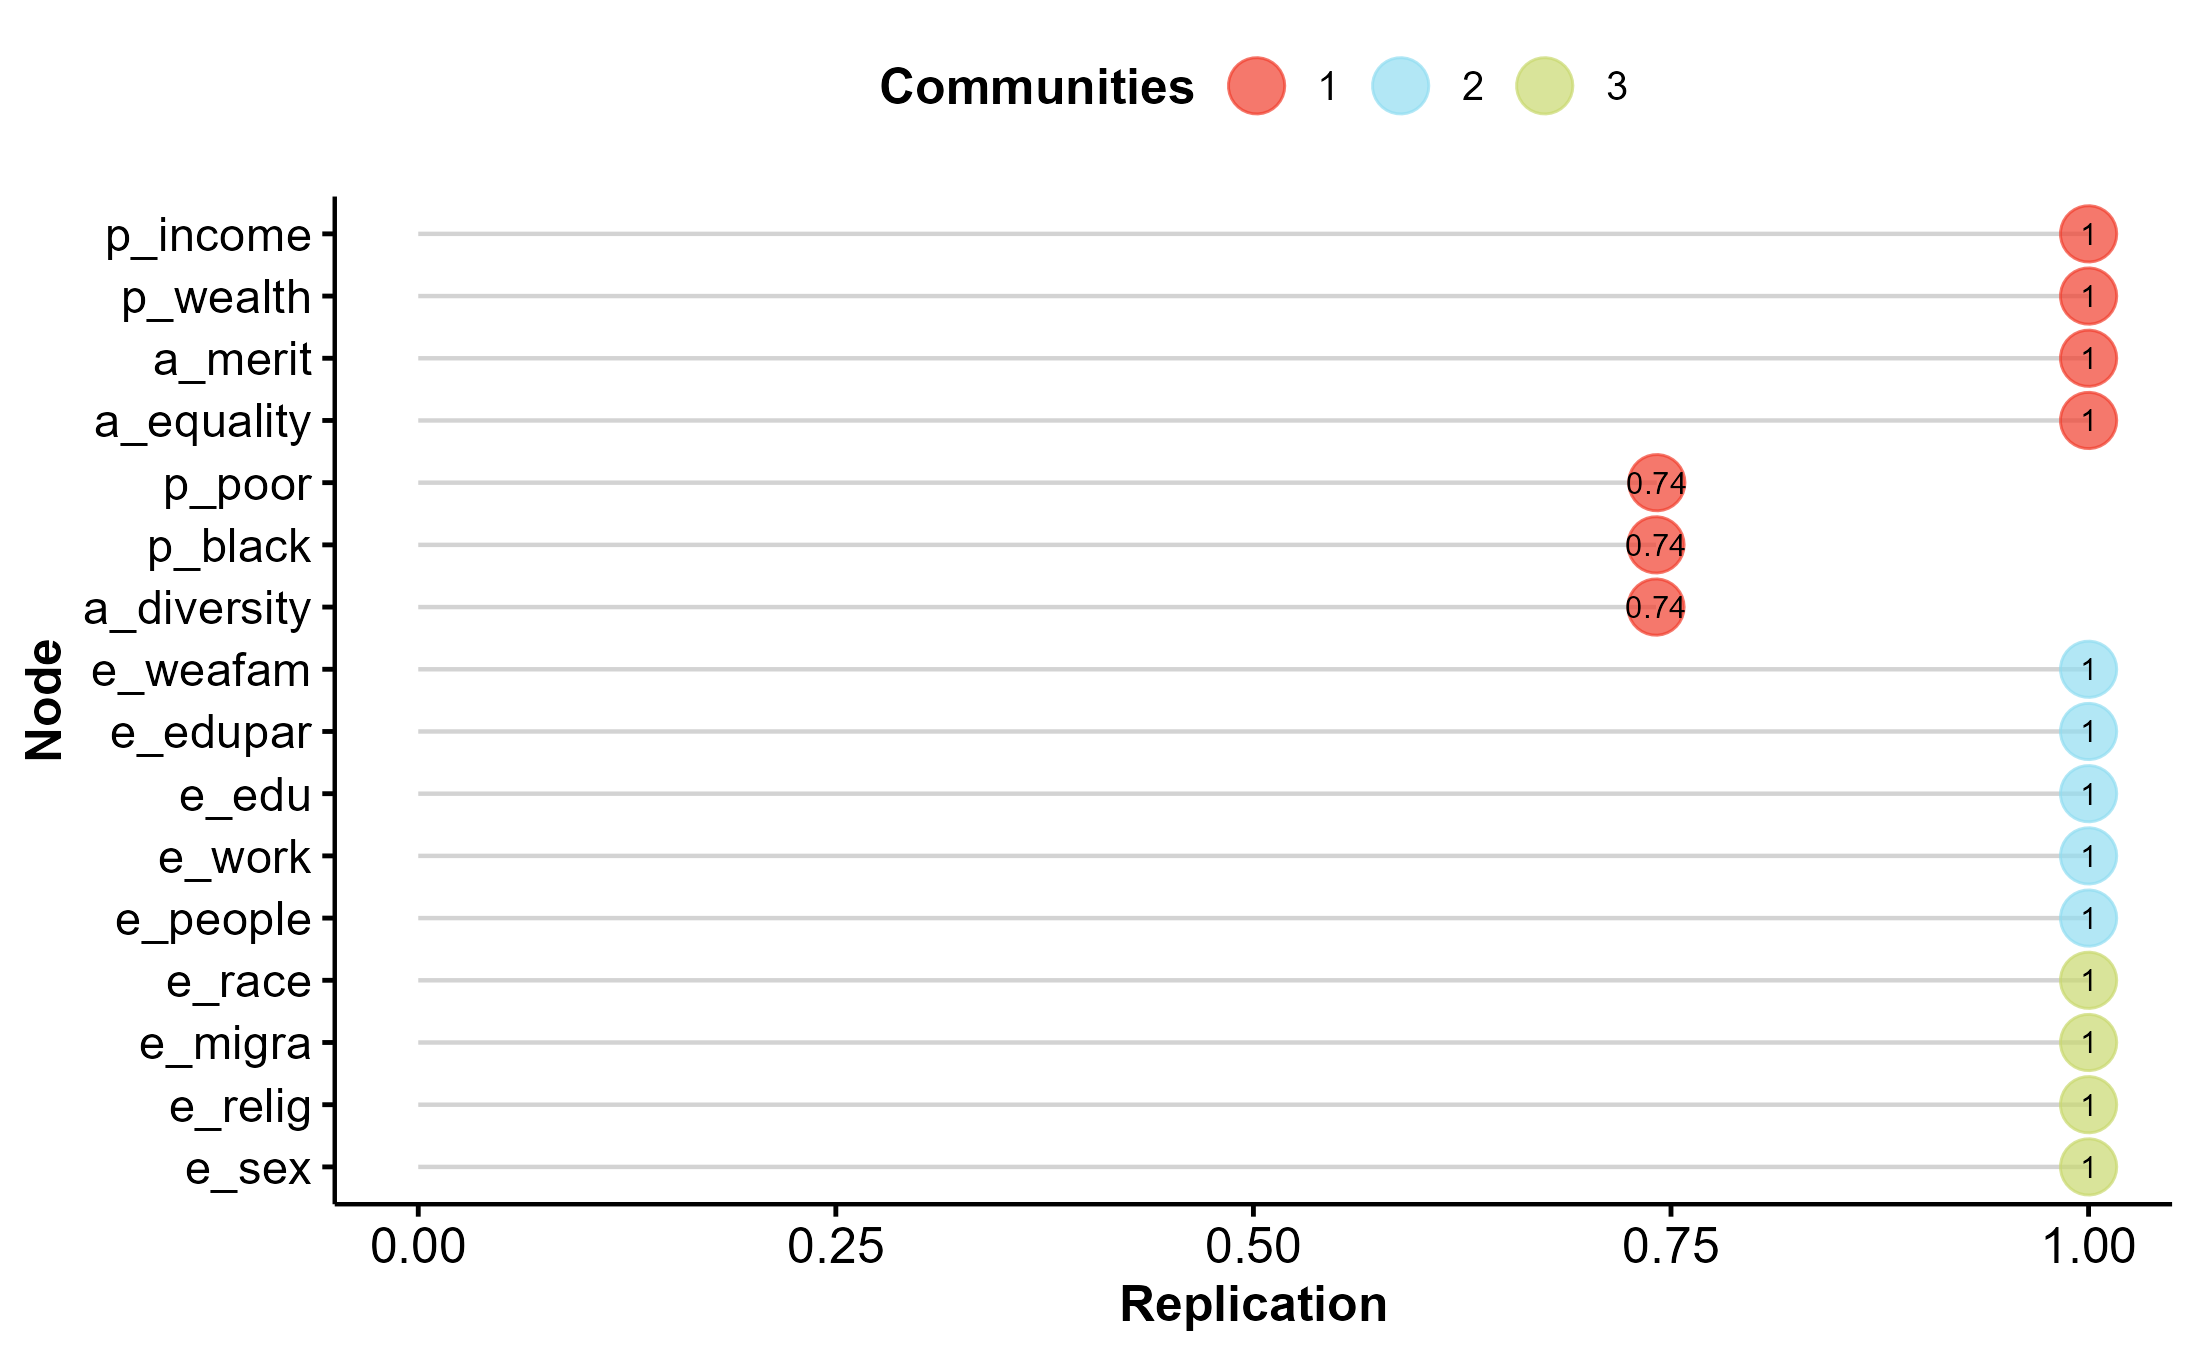 Communities 1 2 3
p_income 1
p_wealth 1
a_merit 1
a_equality 1
p_poor 0.74
p_black 0.74
a_diversity 0.74
e_weafam 1
e_edupar 1
e_edu 1
e_work 1
e_people 1
e_race 1
e_migra 1
e_relig 1
e_sex 1
Node
0.00 0.25 0.50 0.75 1.00
Replication